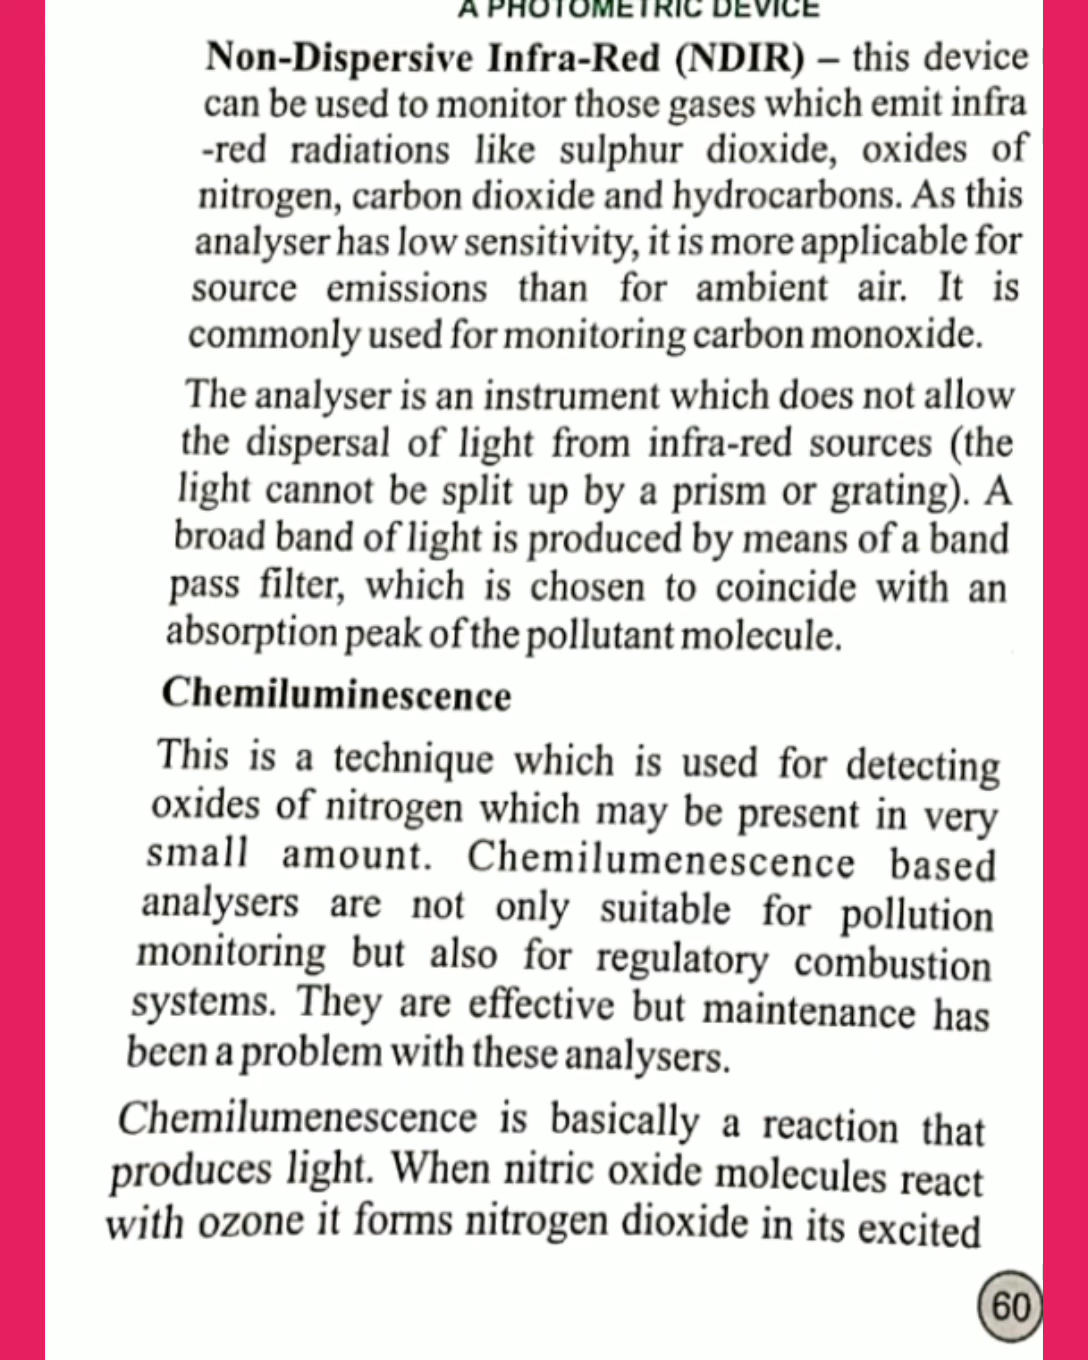 A PHOTOMETRIC DEVICE
Non-Dispersive Infra-Red (NDIR) – this device
can be used to monitor those gases which emit infra
-red radiations like sulphur dioxide, oxides of
nitrogen, carbon dioxide and hydrocarbons. As this
analyser has low sensitivity, it is more applicable for
source emissions than for ambient air. It is
commonly used for monitoring carbon monoxide.
The analyser is an instrument which does not allow
the dispersal of light from infra-red sources (the
light cannot be split up by a prism or grating). A
broad band of light is produced by means of a band
pass filter, which is chosen to coincide with an
absorption peak of the pollutant molecule.
Chemiluminescence
This is a technique which is used for detecting
oxides of nitrogen which may be present in very
small amount. Chemilumenescence based
analysers are not only suitable for pollution
monitoring but also for regulatory combustion
systems. They are effective but maintenance has
been a problem with these analysers.
Chemilumenescence is basically a reaction that
produces light. When nitric oxide molecules react
with ozone it forms nitrogen dioxide in its excited
60